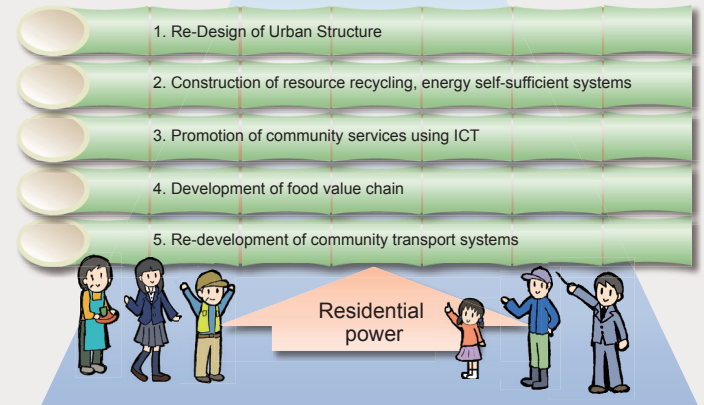 1. Re-Design of Urban Structure
2. Construction of resource recycling, energy self-sufficient systems
3. Promotion of community services using ICT
4. Development of food value chain
5. Re-development of community transport systems
Residential
power